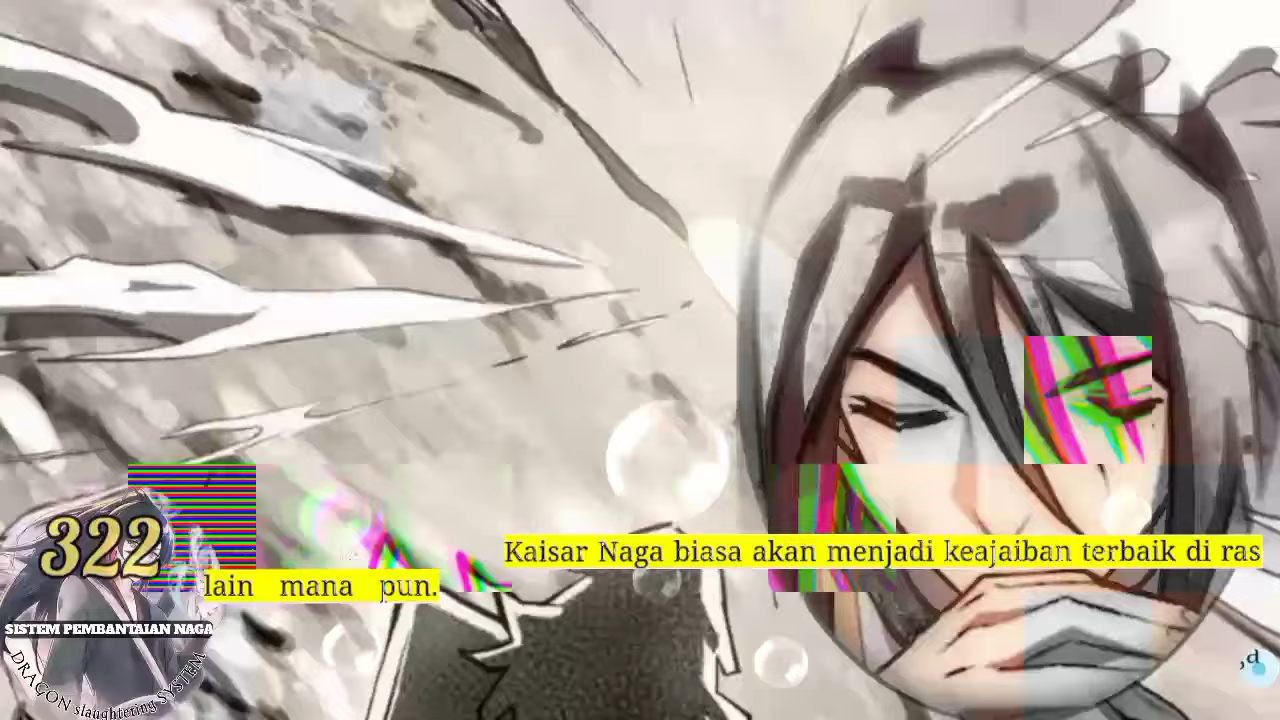 Kaisar Naga biasa akan menjadi keajaiban terbaik di ras
lain mana pun.
322
SISTEM PEMBANTAIAN NAGA
DRAGON slaughtering SYSTEM